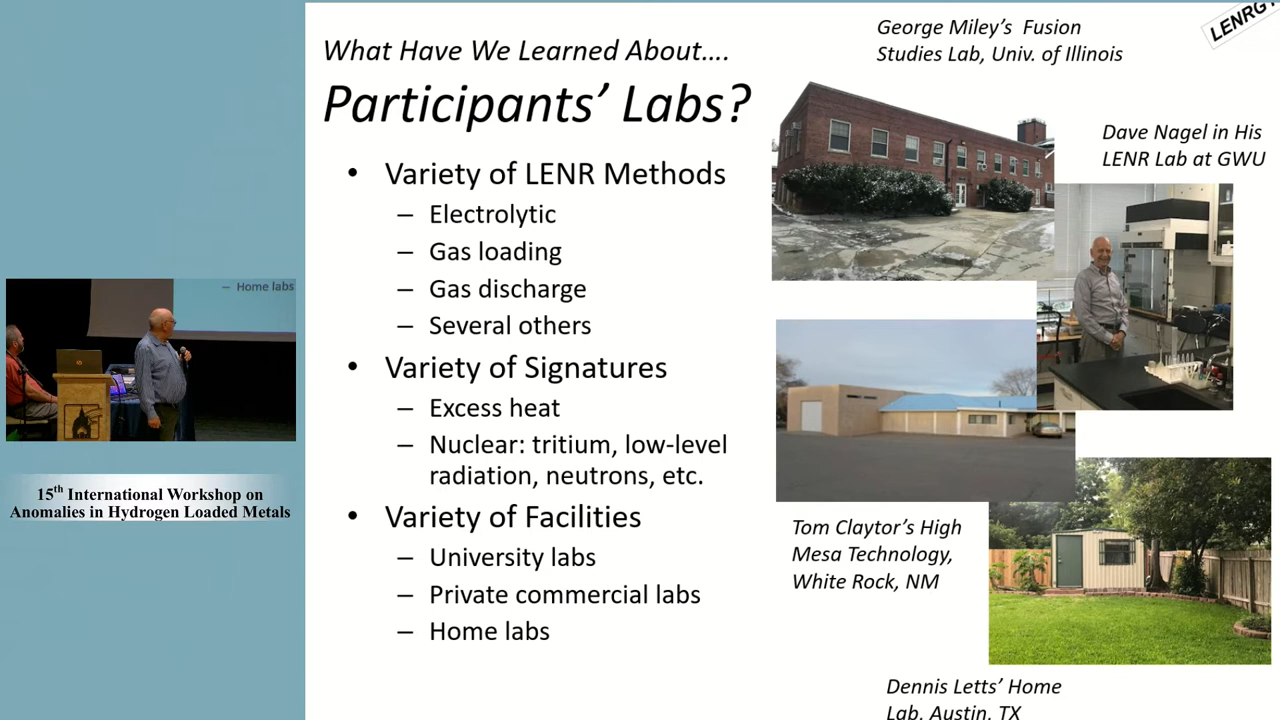 What Have We Learned About….
Participants’ Labs?
• Variety of LENR Methods
– Electrolytic
– Gas loading
– Gas discharge
– Several others
• Variety of Signatures
– Excess heat
– Nuclear: tritium, low-level
radiation, neutrons, etc.
• Variety of Facilities
– University labs
– Private commercial labs
– Home labs
George Miley’s Fusion
Studies Lab, Univ. of Illinois
Dave Nagel in His
LENR Lab at GWU
Tom Claytor’s High
Mesa Technology,
White Rock, NM
Dennis Letts’ Home
Lab, Austin, TX
– Home labs
15th International Workshop on
Anomalies in Hydrogen Loaded Metals